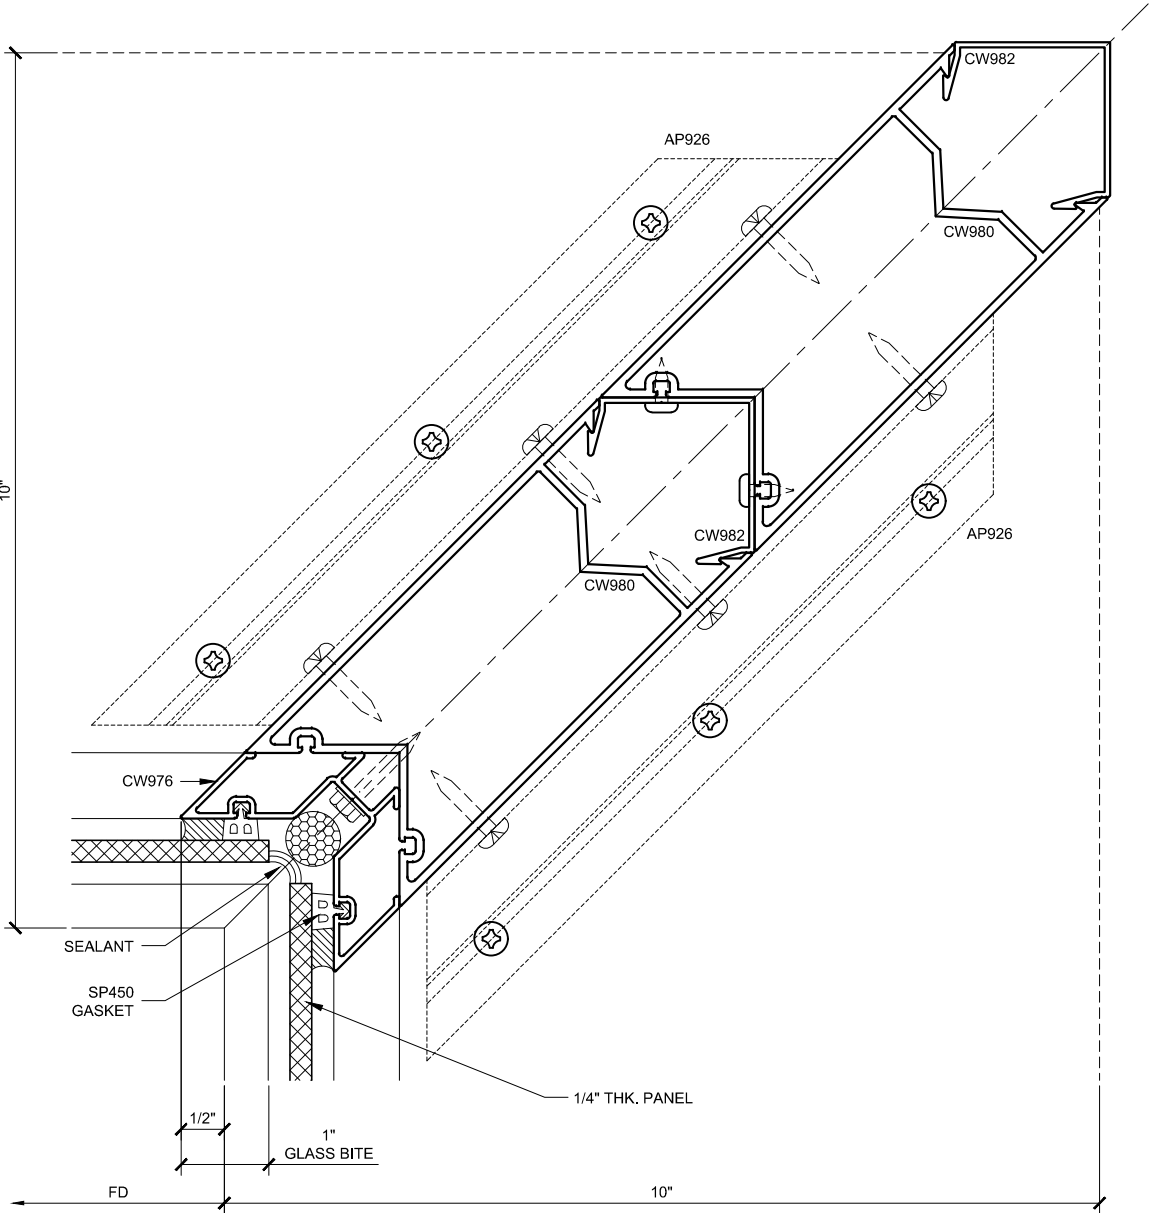 CW982
AP926
CW980
10"
CW982
AP926
CW980
CW976
SEALANT
SP450
GASKET
1/4" THK. PANEL
1/2"
1"
GLASS BITE
FD
10"